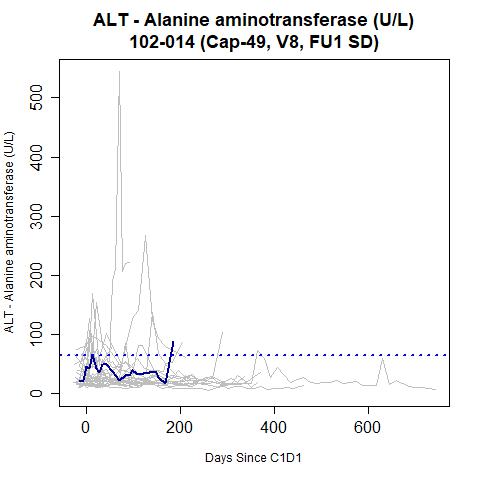 ALT - Alanine aminotransferase (U/L)
102-014 (Cap-49, V8, FU1 SD)
ALT - Alanine aminotransferase (U/L)
500
400
300
200
100
0
0 200 400 600
Days Since C1D1